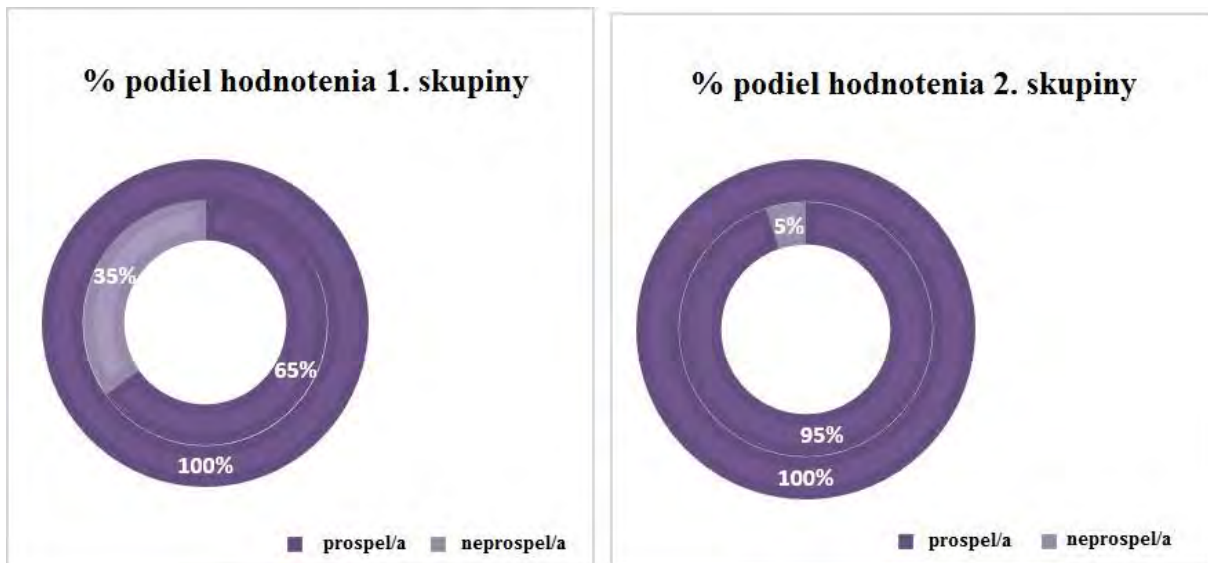 % podiel hodnotenia 1. skupiny
35%
65%
100%
prospel/a neprospel/a
% podiel hodnotenia 2. skupiny
5%
95%
100%
prospel/a neprospel/a